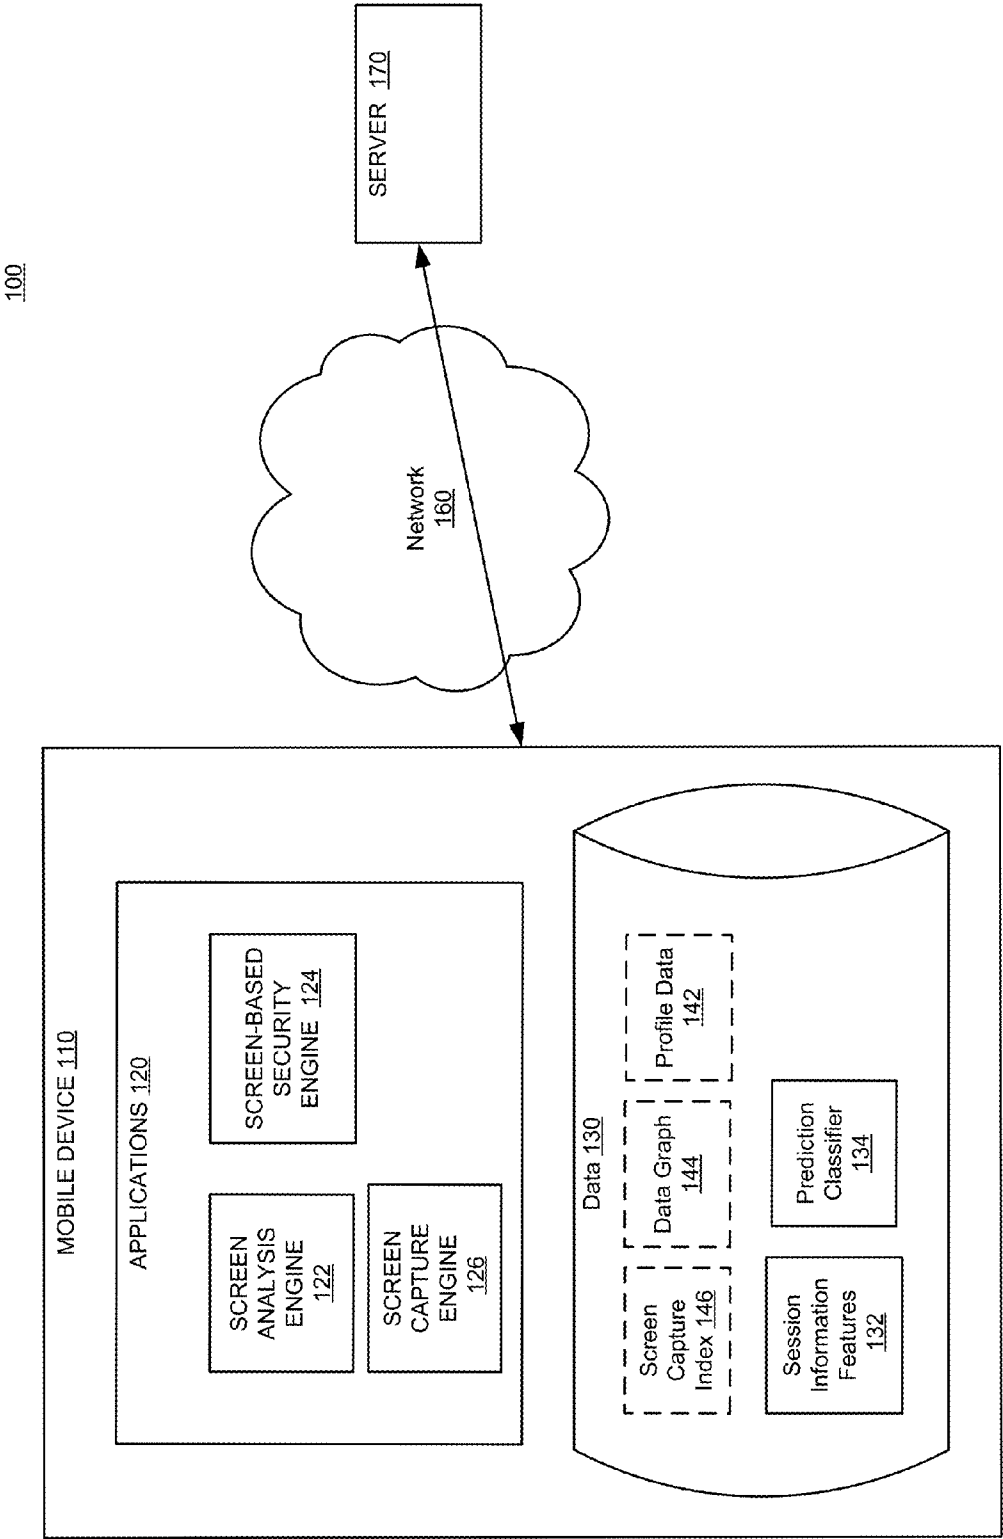 100
MOBILE DEVICE 110
APPLICATIONS 120
SCREEN
ANALYSIS
ENGINE
122
SCREEN-BASED
SECURITY
ENGINE 124
SCREEN
CAPTURE
ENGINE
126
Data 130
Screen
Capture
Index 146
Data Graph
144
Profile Data
142
Session
Information
Features
132
Prediction
Classifier
134
Network
160
SERVER 170